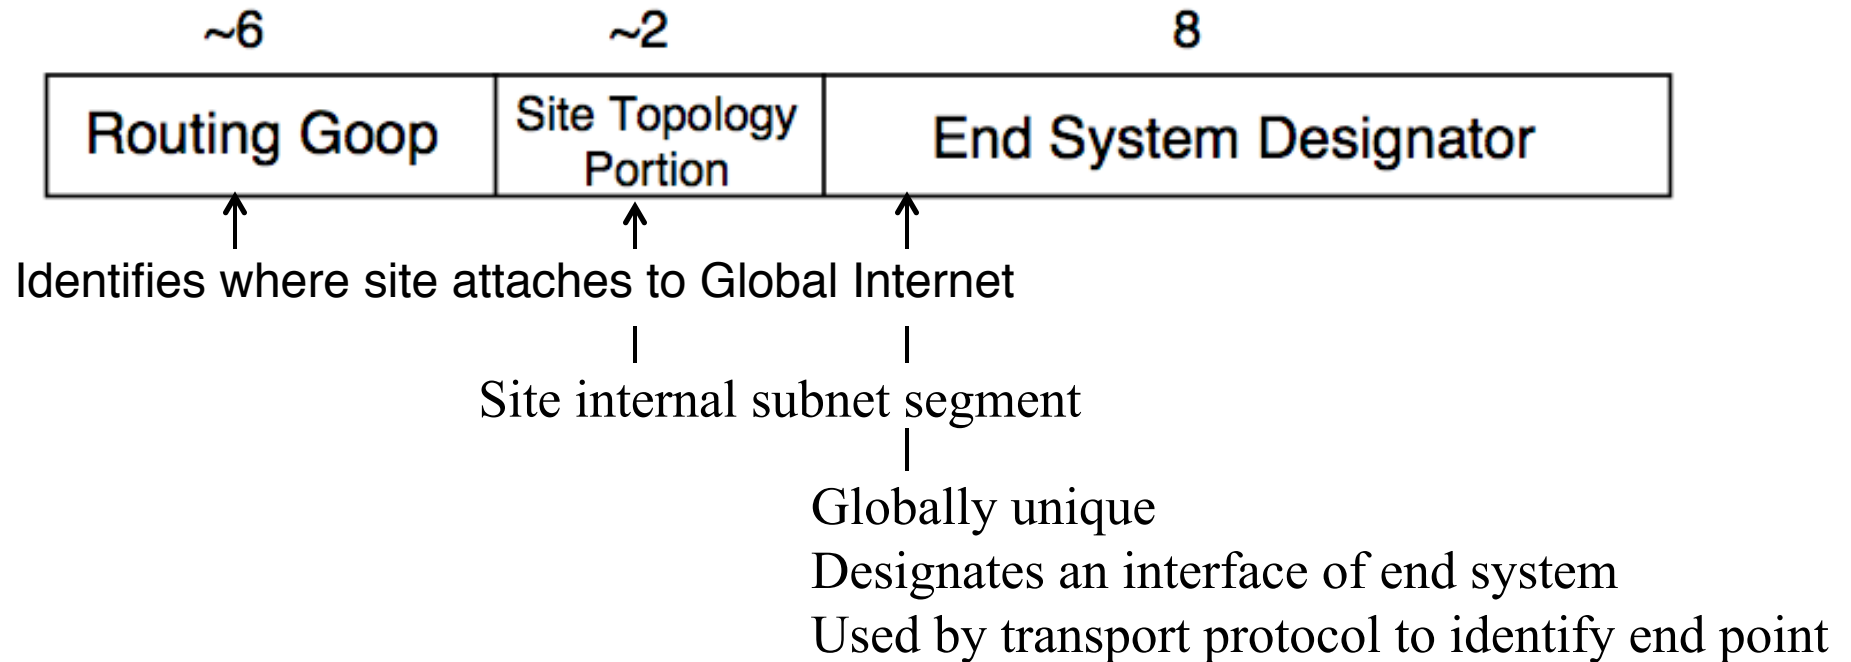 ~6 ~2 8
Routing Goop
Site Topology
Portion
End System Designator
Identifies where site attaches to Global Internet
Site internal subnet segment
Globally unique
Designates an interface of end system
Used by transport protocol to identify end point